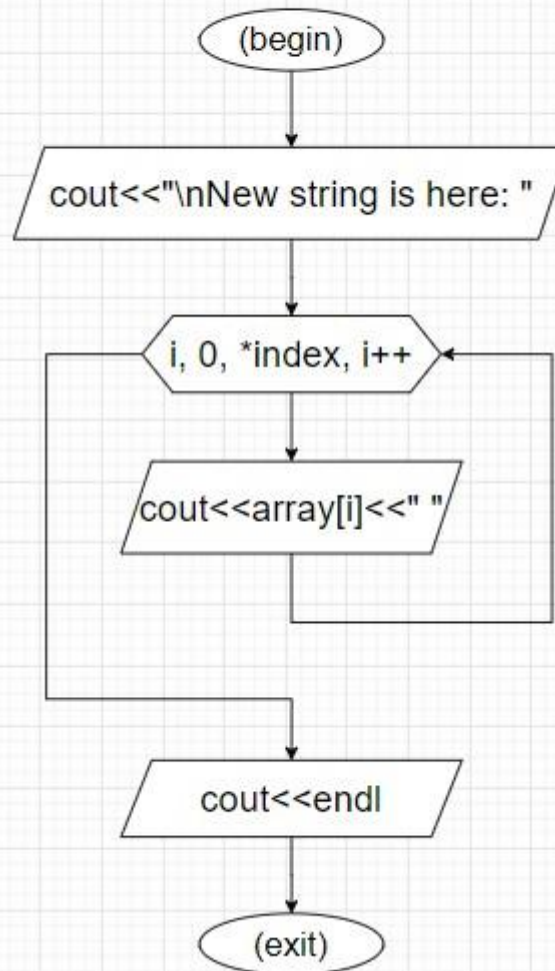 (begin)
cout<<"\nNew string is here: "
i, 0, *index, i++
cout<<array[i]<<" "
cout<<endl
(exit)